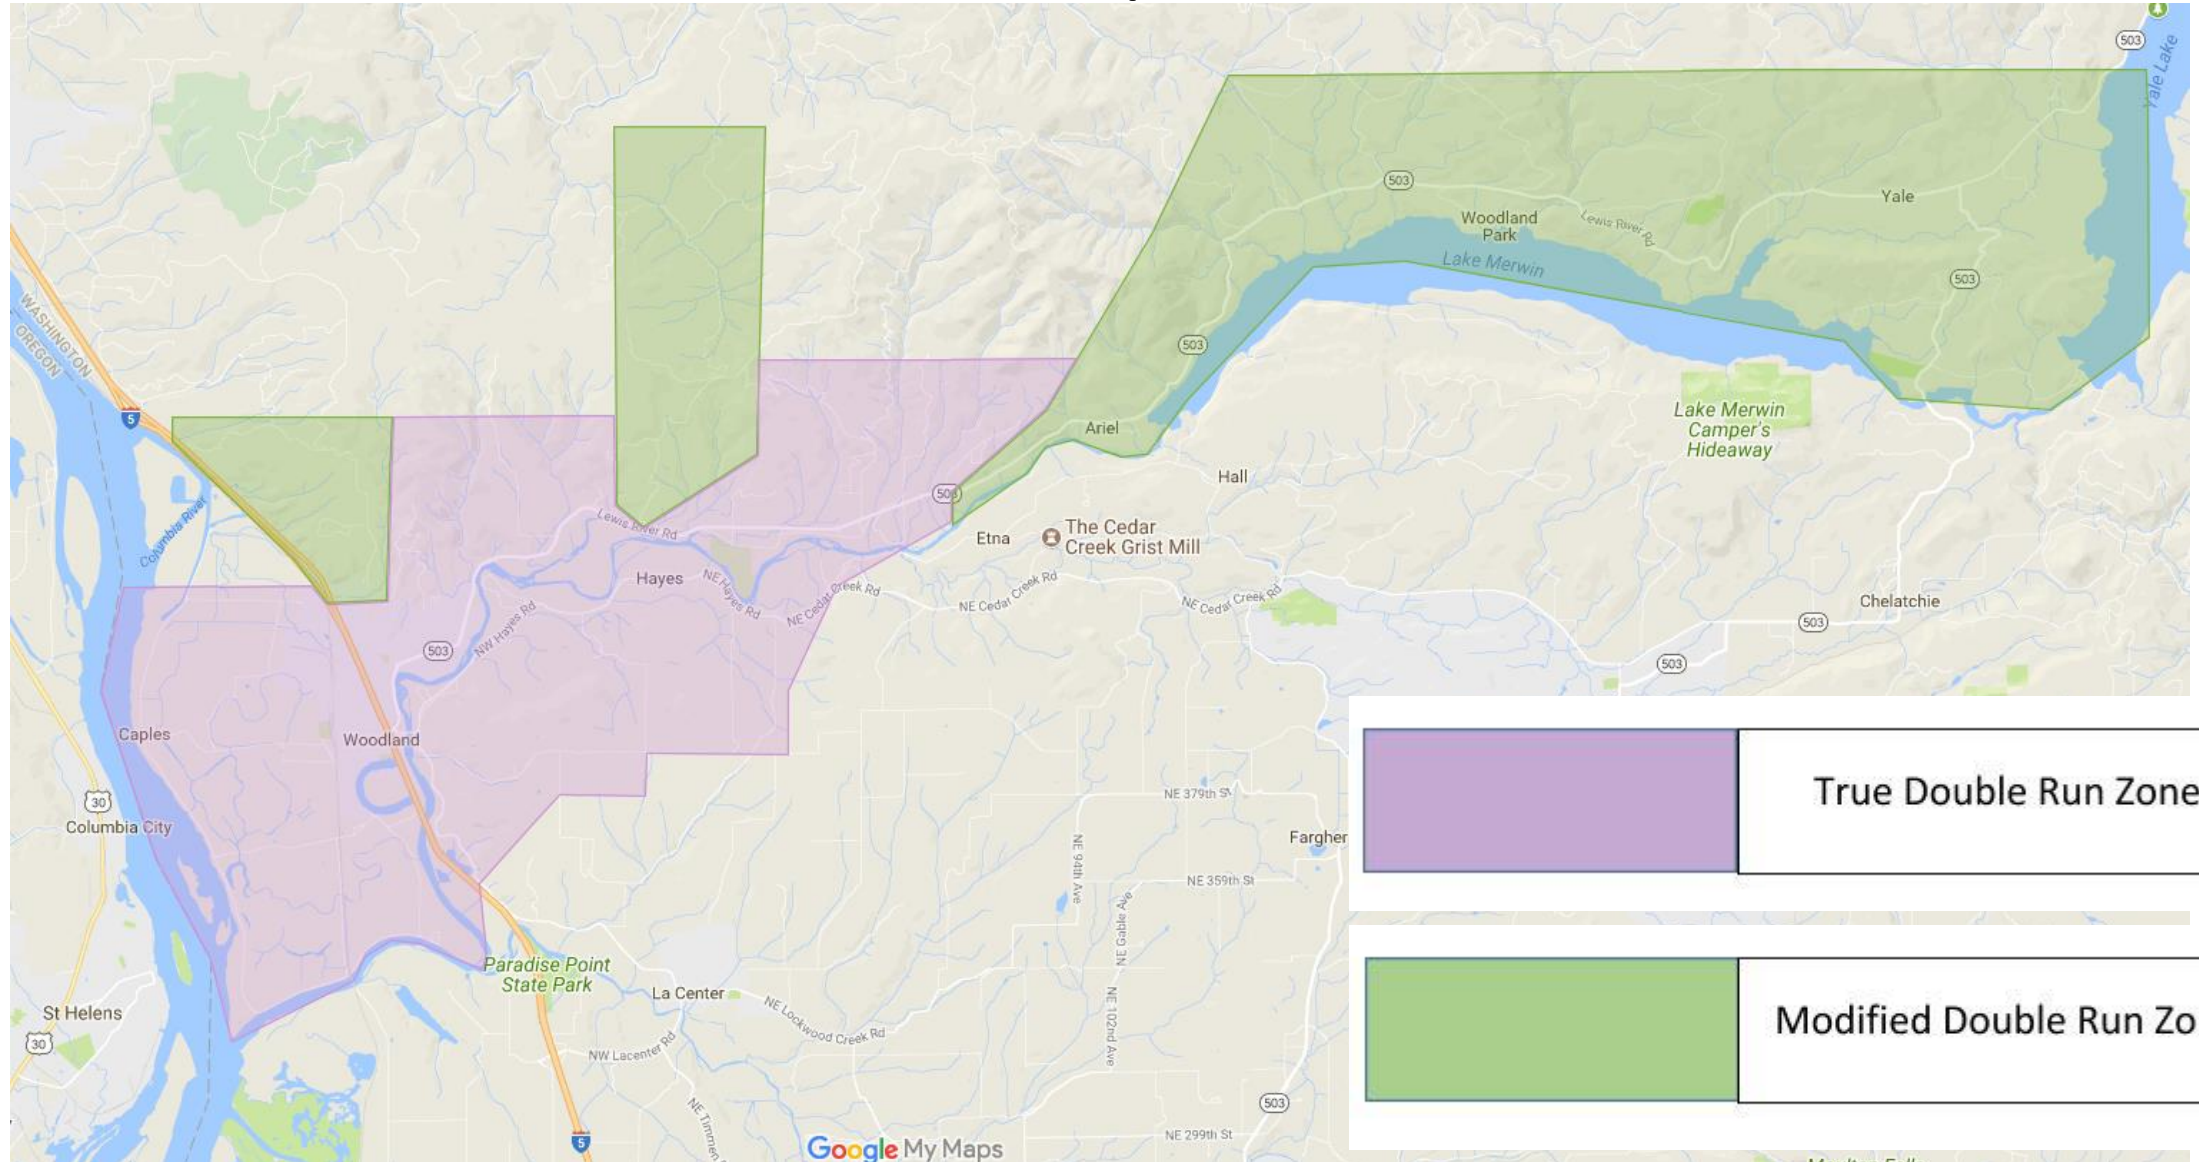 503
Yale Lake
503
Yale
Woodland
Park
Lewis River Rd
Lake Merwin
503
WASHINGTON
OREGON
503
5
Lake Merwin
Camper's
Hideaway
Ariel
Hall
503
Columbia River
Lewis River Rd
The Cedar
Creek Grist Mill
Etna
Hayes
NE Hayes Rd
NE Cedar Creek Rd
NE Cedar Creek Rd
NE Cedar Creek Rd
Chelatchie
503
NW Hayes Rd
503
503
Caples
Woodland
30
Columbia City
NE 379th St
Fargher
NE 94th Ave
NE 359th St
NE Gable Ave
True Double Run Zone
Paradise Point
State Park
La Center
St Helens
30
NE Lockwood Creek Rd
NE 102nd Ave
NW Lacenter Rd
Modified Double Run Zo
503
NE Timmen
5
NE 299th St
Google My Maps